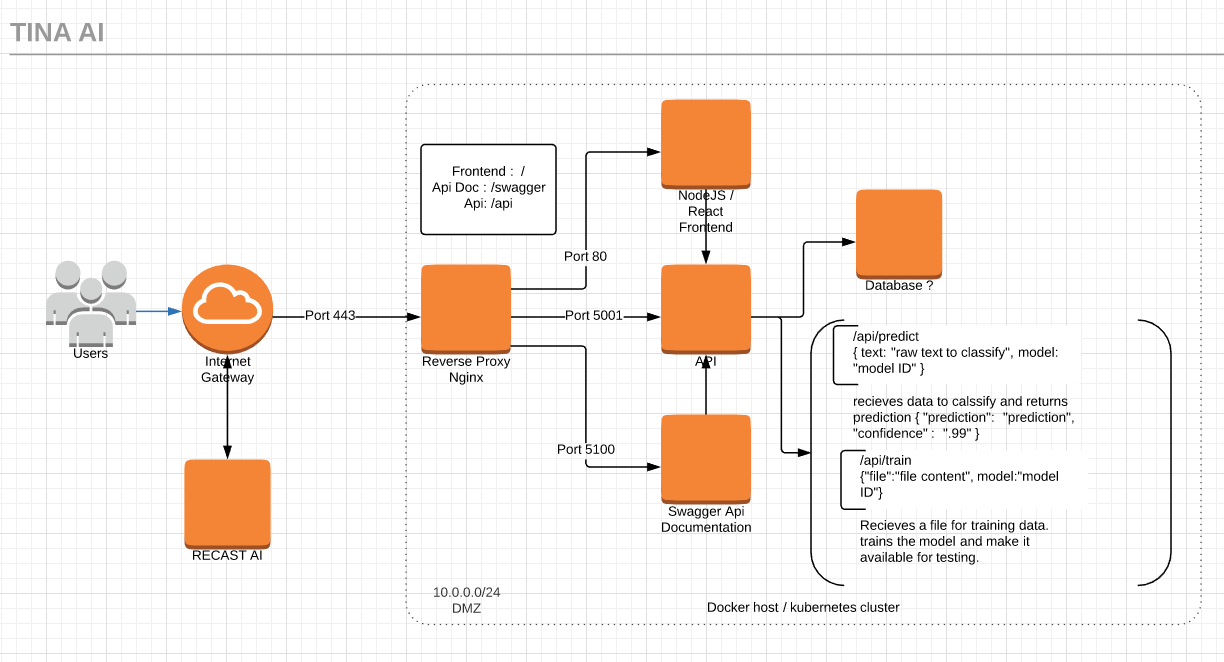 TINA AI
Frontend : /
Api Doc : /swagger
Api: /api
NodeJS /
React
Frontend
Port 80
Database ?
Port 443
Port 5001
Users
Internet
Gateway
Reverse Proxy
Nginx
API
/api/predict
{ text: "raw text to classify", model:
"model ID" }
recieves data to calssify and returns
prediction { "prediction": "prediction",
"confidence" : ".99" }
Port 5100
/api/train
{"file":"file content", model:"model
ID"}
Swagger Api
Documentation
Recieves a file for training data.
trains the model and make it
available for testing.
RECAST AI
10.0.0.0/24
DMZ
Docker host / kubernetes cluster